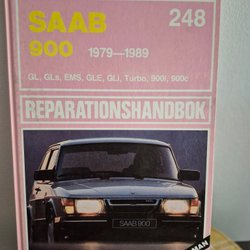 SAAB 248
900 1979—1989
GL, GLs, EMS, GLE, GLi, Turbo, 900i, 900c
REPARATIONSHANDBOK
SAAB 900